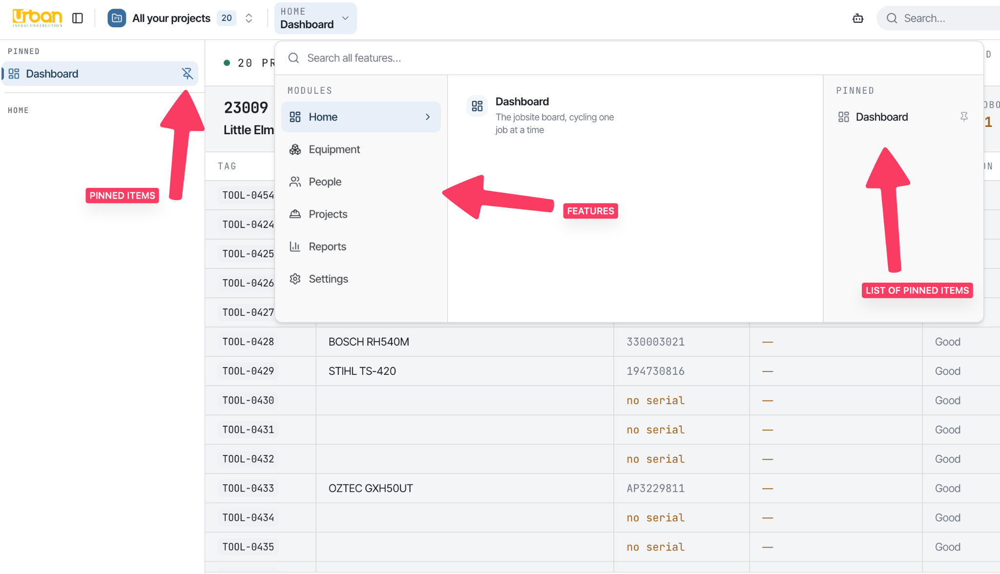 Urban
INFRACONSTRUCTION
All your projects 20
HOME
Dashboard
Search...
PINNED
Dashboard
HOME
PINNED ITEMS
20 PR
23009
Little Elm
Search all features...
MODULES
Home
Equipment
People
Projects
Reports
Settings
Dashboard
The jobsite board, cycling one
job at a time
FEATURES
PINNED
Dashboard
LIST OF PINNED ITEMS
D
OBO
1
TAG
ON
TOOL-0454
TOOL-0424
TOOL-0425
TOOL-0426
TOOL-0427
TOOL-0428 BOSCH RH540M 330003021 — Good
TOOL-0429 STIHL TS-420 194730816 — Good
TOOL-0430 no serial — Good
TOOL-0431 no serial — Good
TOOL-0432 no serial — Good
TOOL-0433 OZTEC GXH50UT AP3229811 — Good
TOOL-0434 no serial — Good
TOOL-0435 no serial — Good